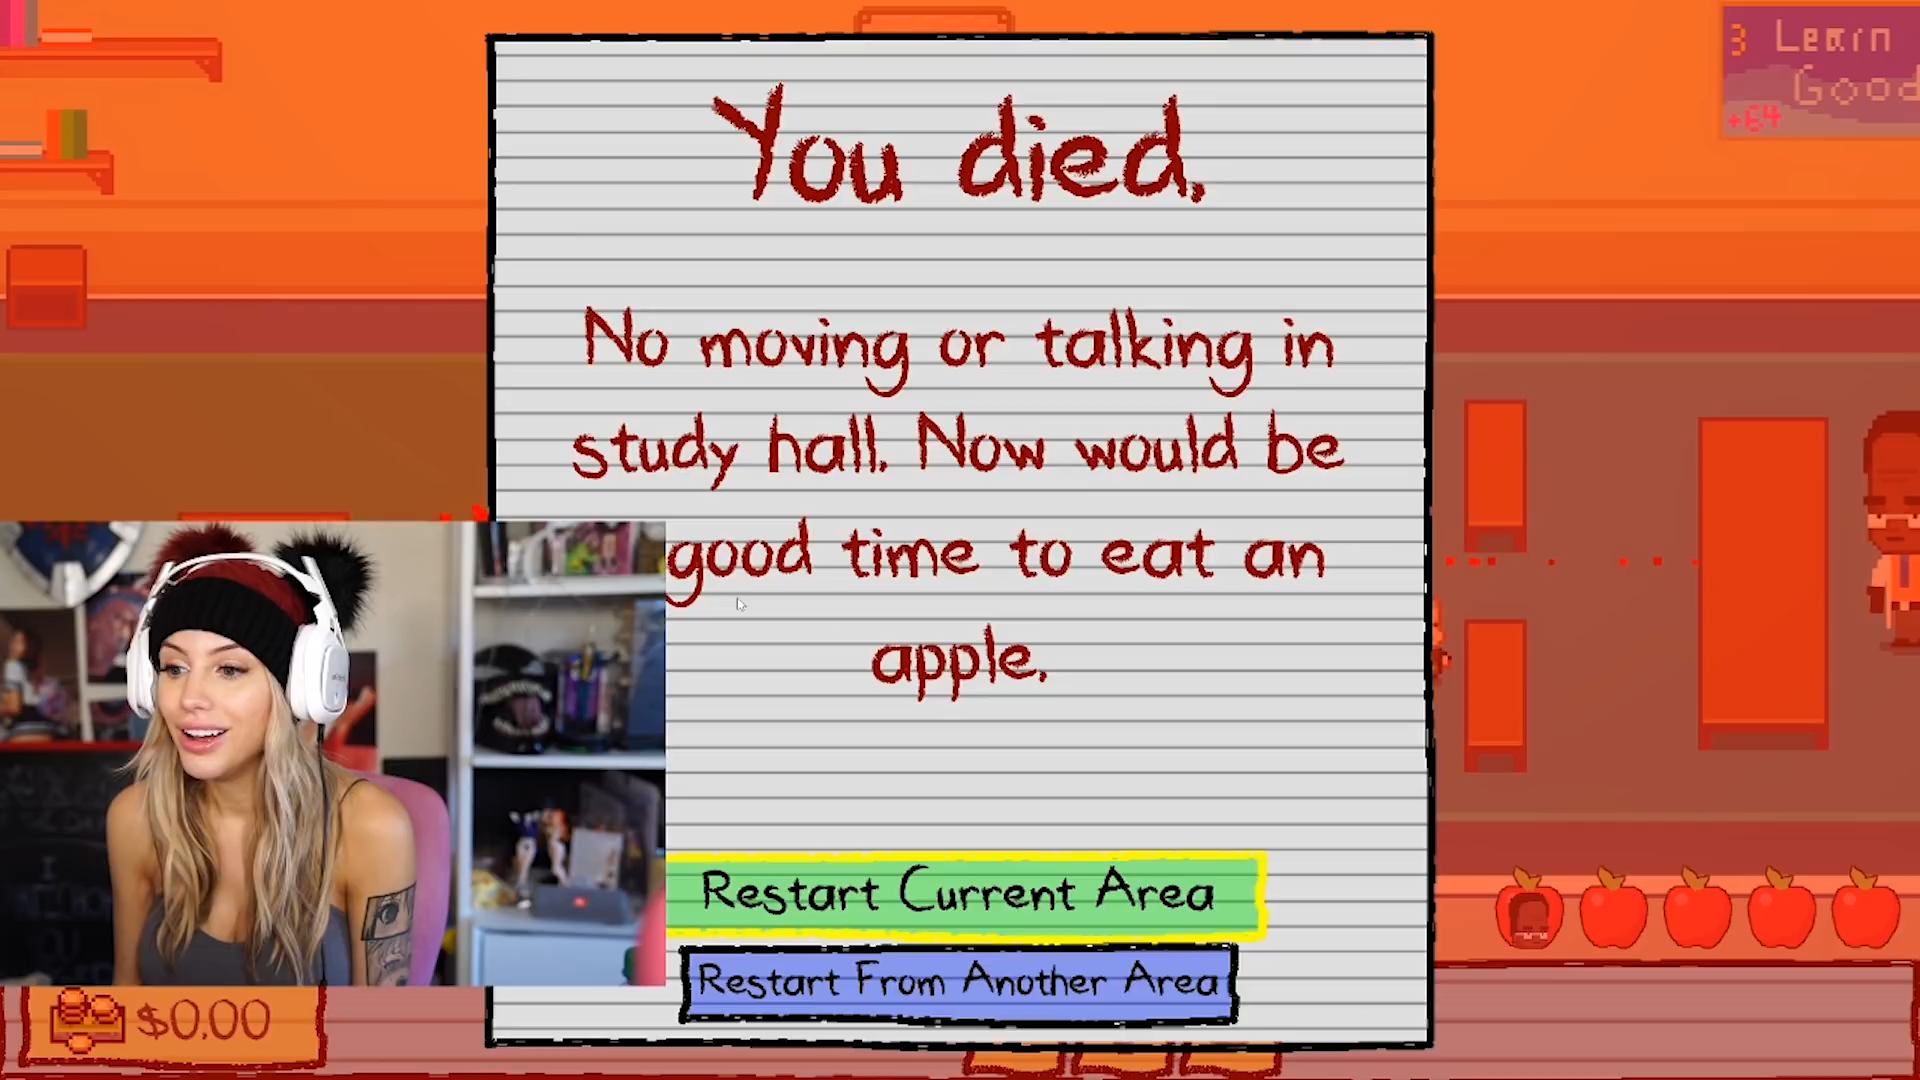 3 Learn
Good
+64
You died.
No moving or talking in
study hall. Now would be
good time to eat an
apple.
Restart Current Area
Restart From Another Area
$0.00